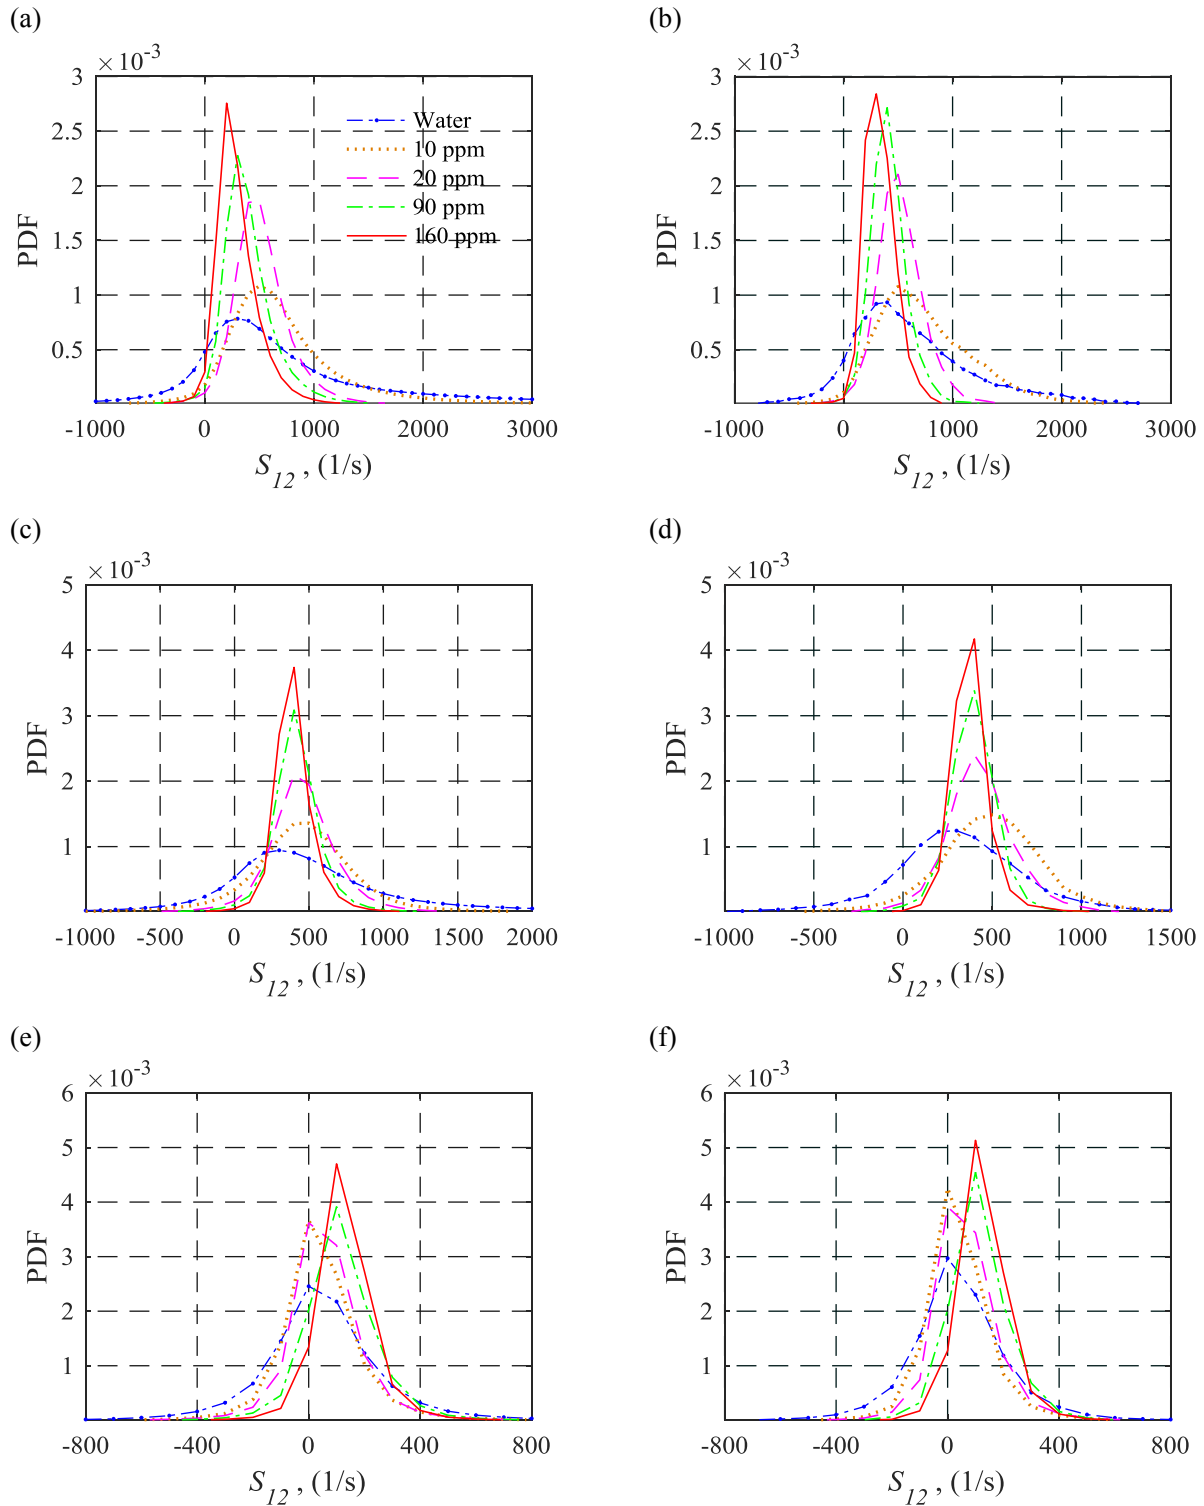 (a)
×10-3
3
2.5
2
1.5
1
0.5
PDF
Water
10 ppm
20 ppm
90 ppm
160 ppm
-1000 0 1000 2000 3000
S12 , (1/s)
(b)
×10-3
3
2.5
2
1.5
1
0.5
PDF
-1000 0 1000 2000 3000
S12 , (1/s)
(c)
×10-3
5
4
3
2
1
PDF
-1000 -500 0 500 1000 1500 2000
S12 , (1/s)
(d)
×10-3
5
4
3
2
1
PDF
-1000 -500 0 500 1000 1500
S12 , (1/s)
(e)
×10-3
6
5
4
3
2
1
PDF
-800 -400 0 400 800
S12 , (1/s)
(f)
×10-3
6
5
4
3
2
1
PDF
-800 -400 0 400 800
S12 , (1/s)